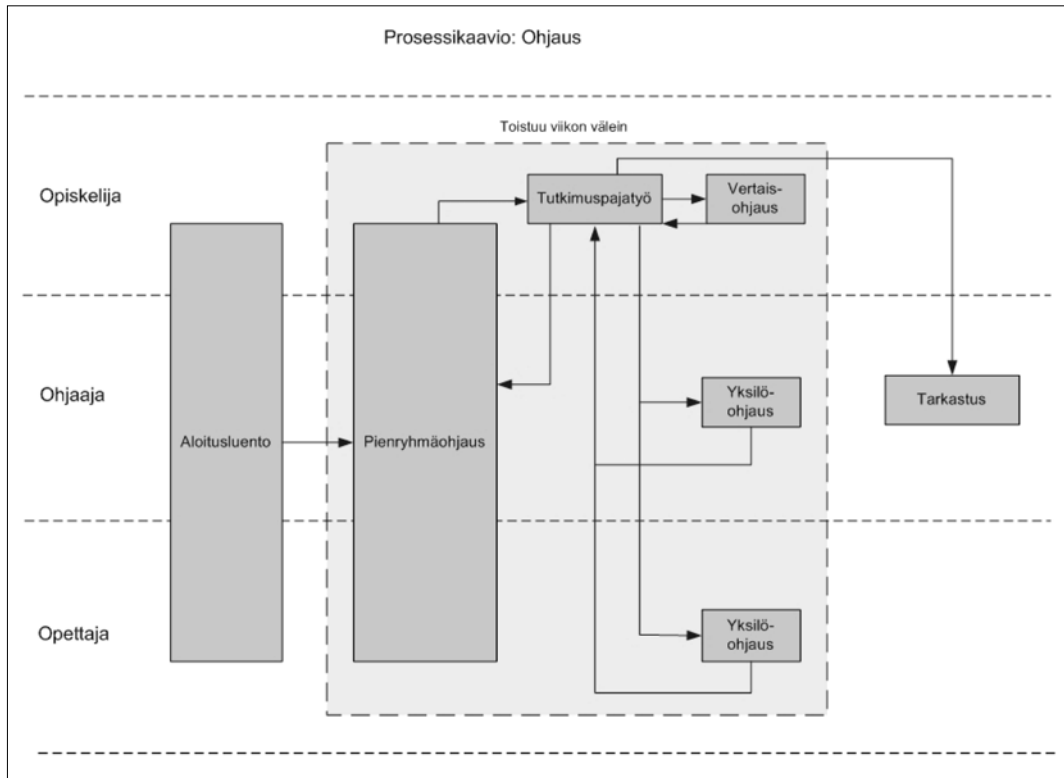 Prosessikaavio: Ohjaus
Toistuu viikon välein
Opiskelija
Tutkimuspajatyö
Vertais-
ohjaus
Ohjaaja
Aloitusluento
Pienryhmäohjaus
Yksilö-
ohjaus
Tarkastus
Opettaja
Yksilö-
ohjaus